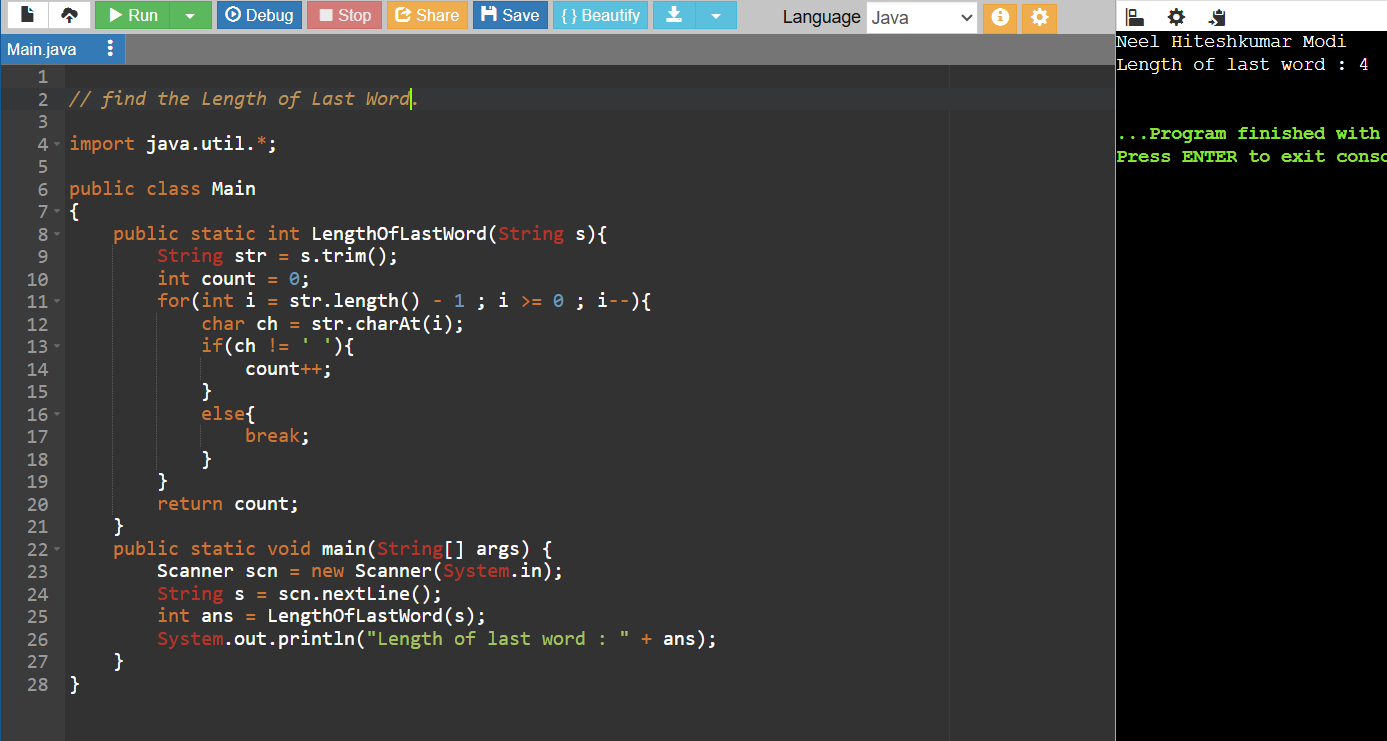 Run Debug Stop Share Save { } Beautify Language Java
Main.java
1
2 // find the Length of Last Word.
3
4 import java.util.*;
5
6 public class Main
7 {
8     public static int LengthOfLastWord(String s){
9         String str = s.trim();
10         int count = 0;
11         for(int i = str.length() - 1 ; i >= 0 ; i--){
12             char ch = str.charAt(i);
13             if(ch != ' '){
14                 count++;
15             }
16             else{
17                 break;
18             }
19         }
20         return count;
21     }
22     public static void main(String[] args) {
23         Scanner scn = new Scanner(System.in);
24         String s = scn.nextLine();
25         int ans = LengthOfLastWord(s);
26         System.out.println("Length of last word : " + ans);
27     }
28 }
Neel Hiteshkumar Modi
Length of last word : 4
...Program finished with
Press ENTER to exit